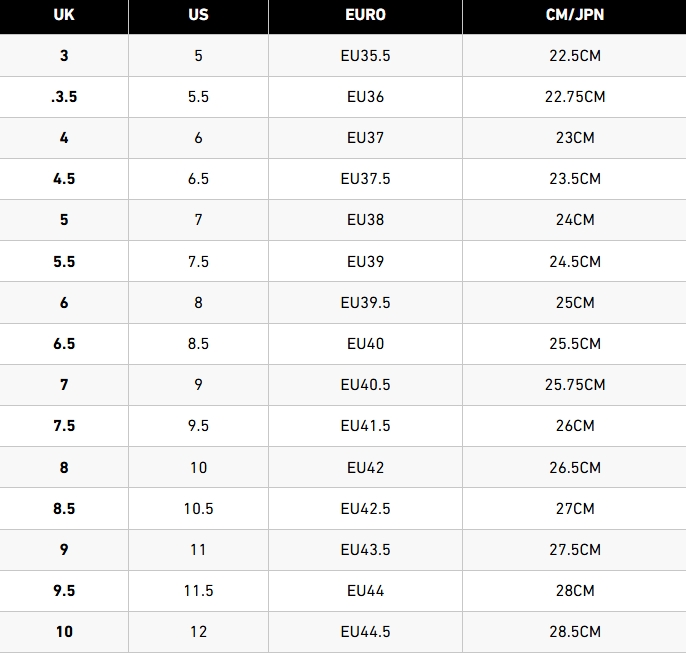 UK US EURO CM/JPN
3 5 EU35.5 22.5CM
.3.5 5.5 EU36 22.75CM
4 6 EU37 23CM
4.5 6.5 EU37.5 23.5CM
5 7 EU38 24CM
5.5 7.5 EU39 24.5CM
6 8 EU39.5 25CM
6.5 8.5 EU40 25.5CM
7 9 EU40.5 25.75CM
7.5 9.5 EU41.5 26CM
8 10 EU42 26.5CM
8.5 10.5 EU42.5 27CM
9 11 EU43.5 27.5CM
9.5 11.5 EU44 28CM
10 12 EU44.5 28.5CM